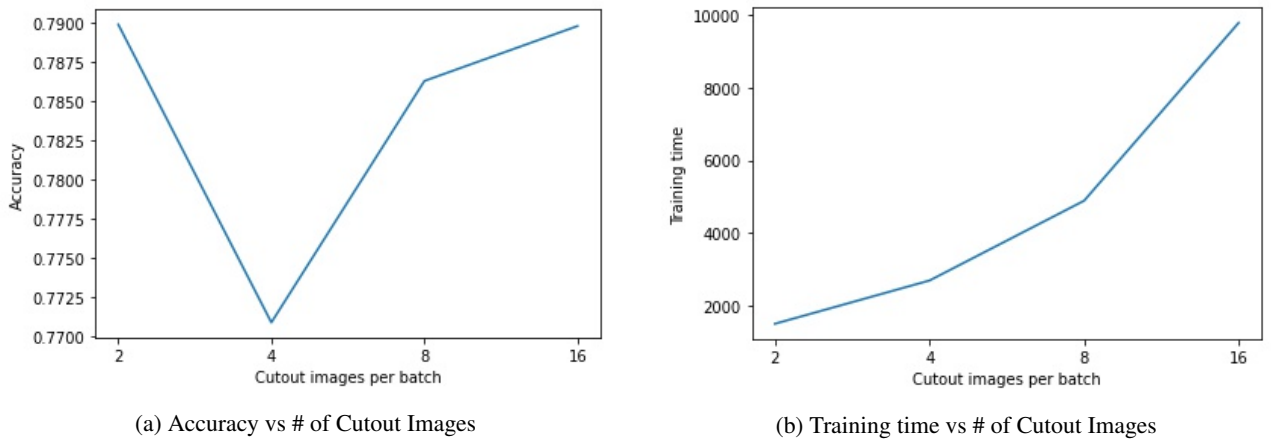 0.7900
0.7875
0.7850
0.7825
0.7800
0.7775
0.7750
0.7725
0.7700
Accuracy
2 4 8 16
Cutout images per batch
(a) Accuracy vs # of Cutout Images
10000
8000
6000
4000
2000
Training time
2 4 8 16
Cutout images per batch
(b) Training time vs # of Cutout Images